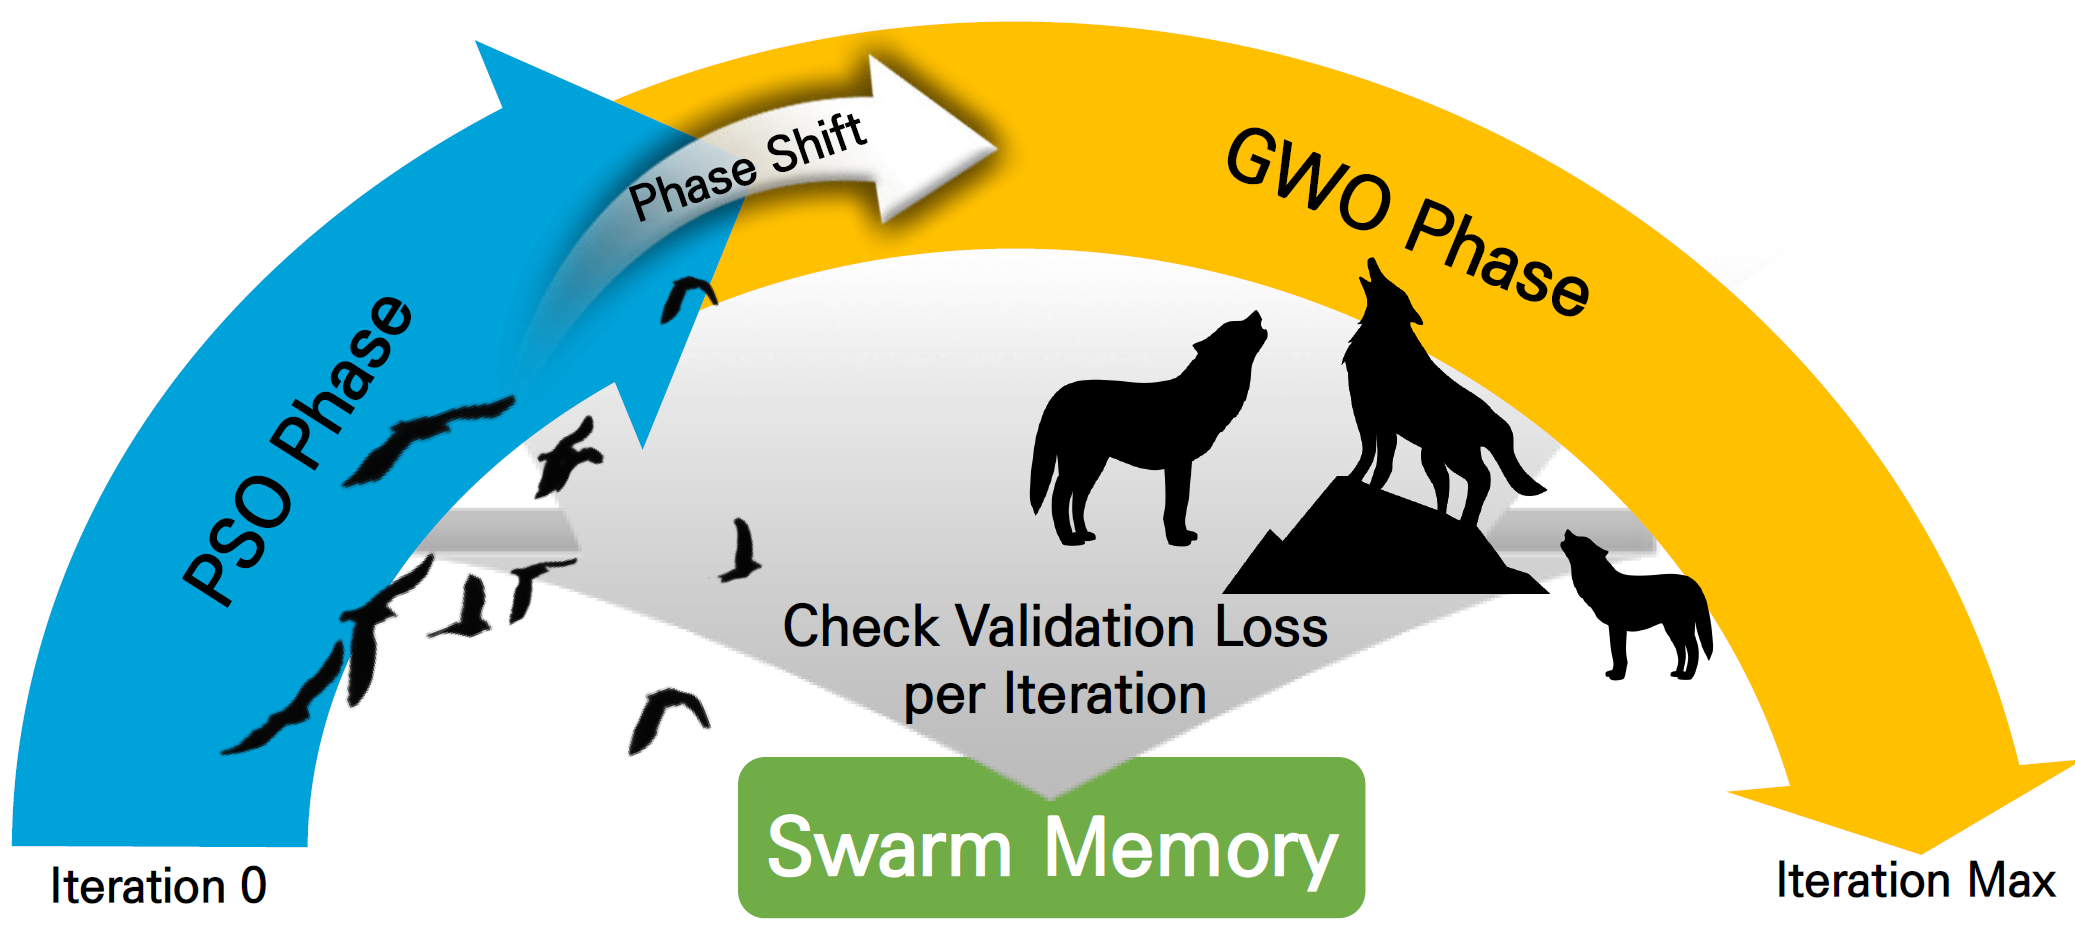 PSO Phase
Phase Shift
GWO Phase
Check Validation Loss
per Iteration
Swarm Memory
Iteration 0
Iteration Max